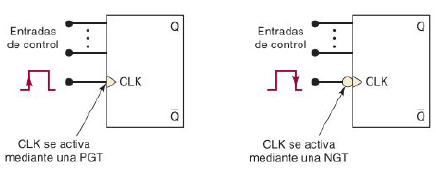 Entradas
de control
Q
CLK
Q̅
CLK se activa
mediante una PGT
Entradas
de control
Q
CLK
Q̅
CLK se activa
mediante una NGT